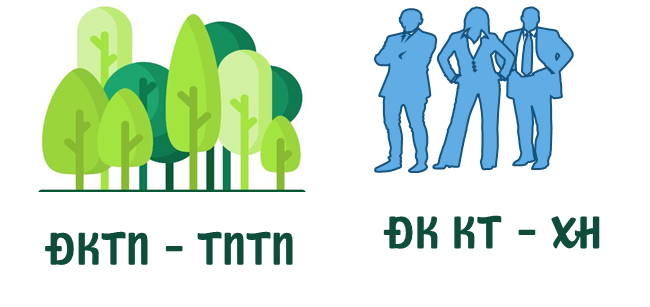 ĐKTN - TNTN
ĐK KT - XH